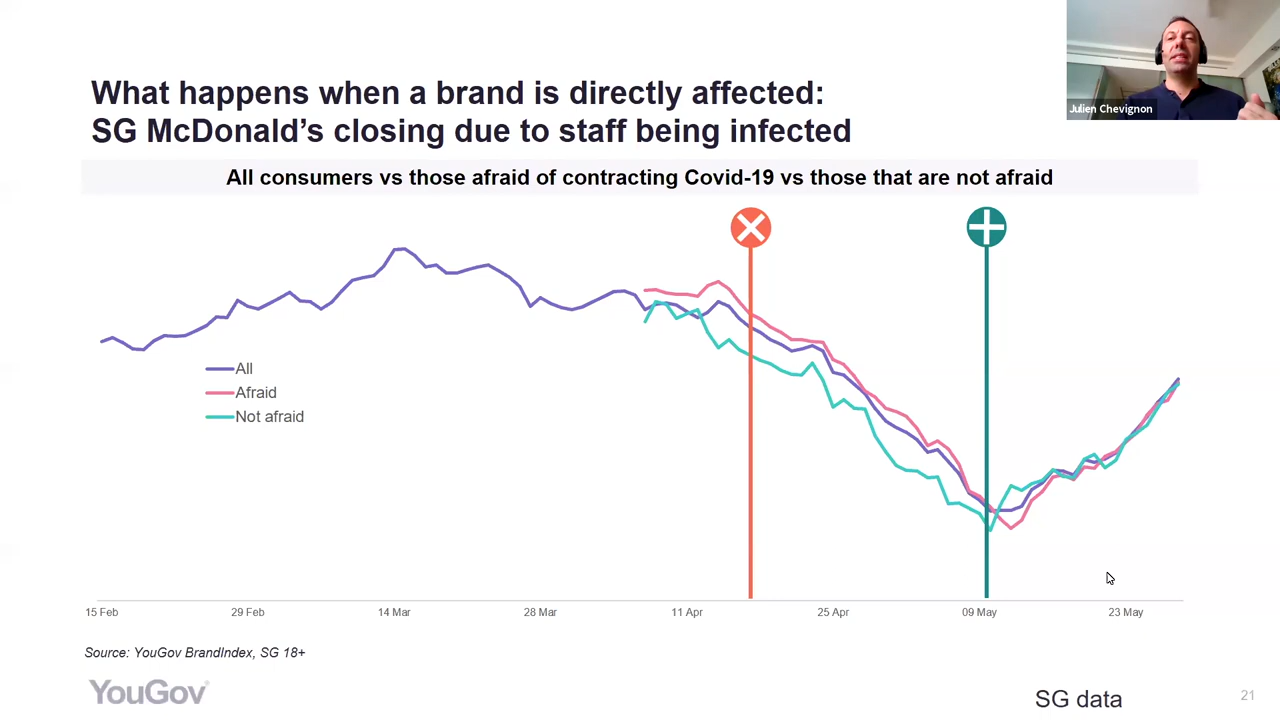 What happens when a brand is directly affected:
SG McDonald's closing due to staff being infected
Julien Chevignon
All consumers vs those afraid of contracting Covid-19 vs those that are not afraid
All
Afraid
Not afraid
15 Feb
29 Feb
14 Mar
28 Mar
11 Apr
25 Apr
09 May
23 May
Source: YouGov BrandIndex, SG 18+
YouGov®
SG data
21